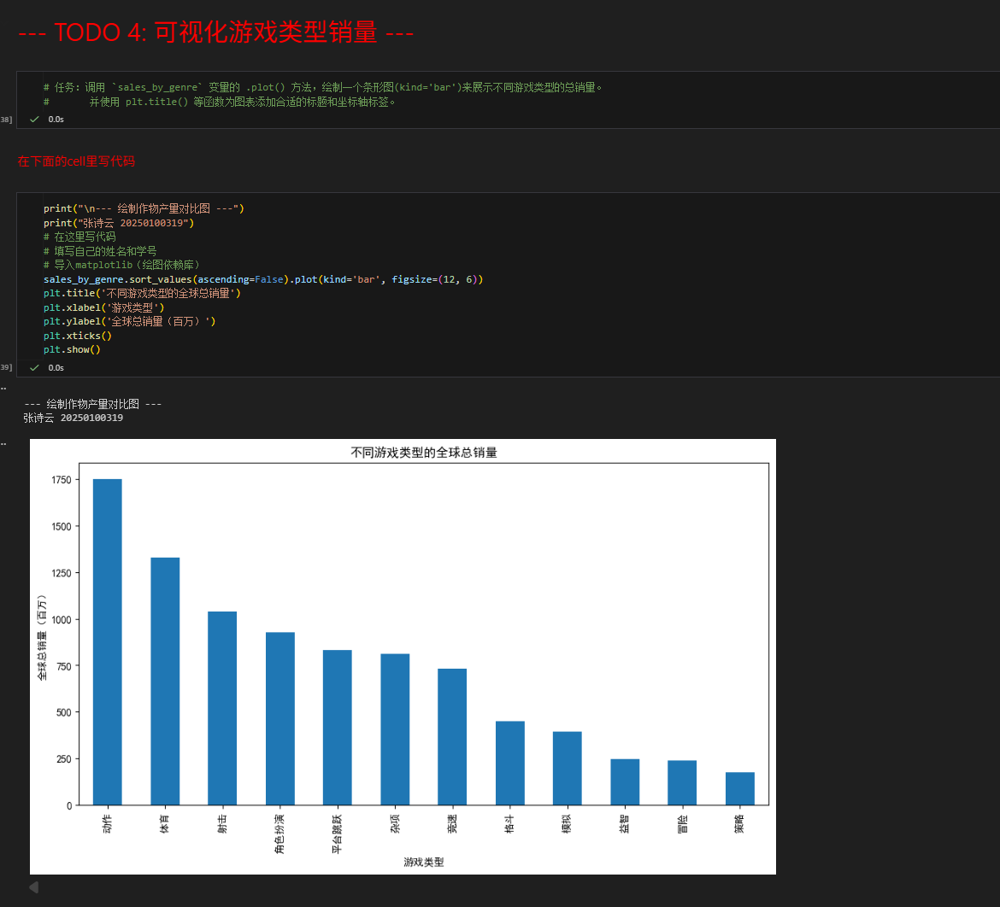 --- TODO 4: 可视化游戏类型销量 ---
# 任务: 调用 `sales_by_genre` 变量的 .plot() 方法，绘制一个条形图(kind='bar')来展示不同游戏类型的总销量。
#       并使用 plt.title() 等函数为图表添加合适的标题和坐标轴标签。
38]
0.0s
在下面的cell里写代码
print("\n--- 绘制作物产量对比图 ---")
print("张诗云 20250100319")
# 在这里写代码
# 填写自己的姓名和学号
# 导入matplotlib（绘图依赖库）
sales_by_genre.sort_values(ascending=False).plot(kind='bar', figsize=(12, 6))
plt.title('不同游戏类型的全球总销量')
plt.xlabel('游戏类型')
plt.ylabel('全球总销量（百万）')
plt.xticks()
plt.show()
39]
0.0s
..
--- 绘制作物产量对比图 ---
张诗云 20250100319
..
不同游戏类型的全球总销量
1750
1500
1250
1000
750
500
250
0
全球总销量（百万）
动作
体育
射击
角色扮演
平台跳跃
杂项
竞速
格斗
模拟
益智
冒险
策略
游戏类型